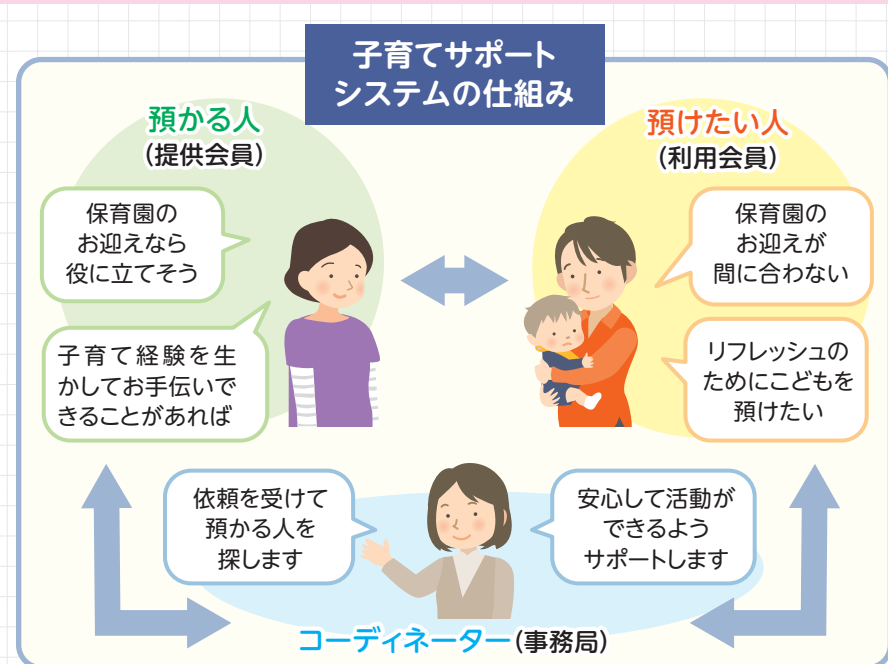 子育てサポート
システムの仕組み
預かる人
(提供会員)
預けたい人
(利用会員)
保育園の
お迎えなら
役に立てそう
子育て経験を生
かしてお手伝いで
きることがあれば
保育園の
お迎えが
間に合わない
リフレッシュの
ためにこどもを
預けたい
依頼を受けて
預かる人を
探します
安心して活動が
できるよう
サポートします
コーディネーター(事務局)